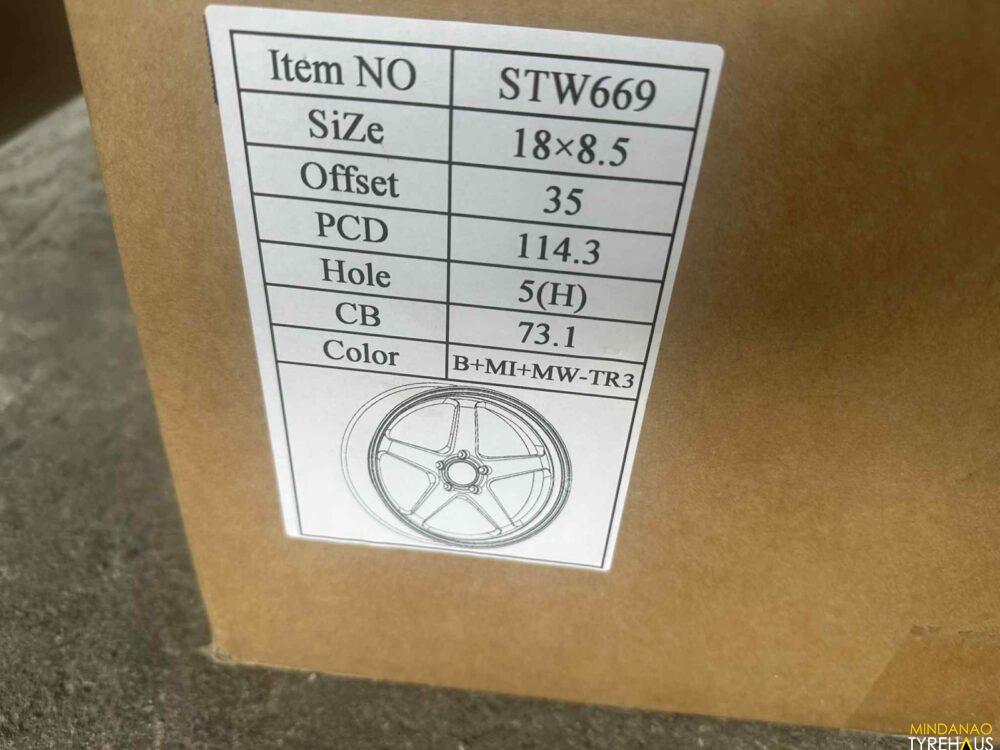 Item NO STW669
SiZe 18×8.5
Offset 35
PCD 114.3
Hole 5(H)
CB 73.1
Color B+MI+MW-TR3
MINDANAO
TYREHAUS